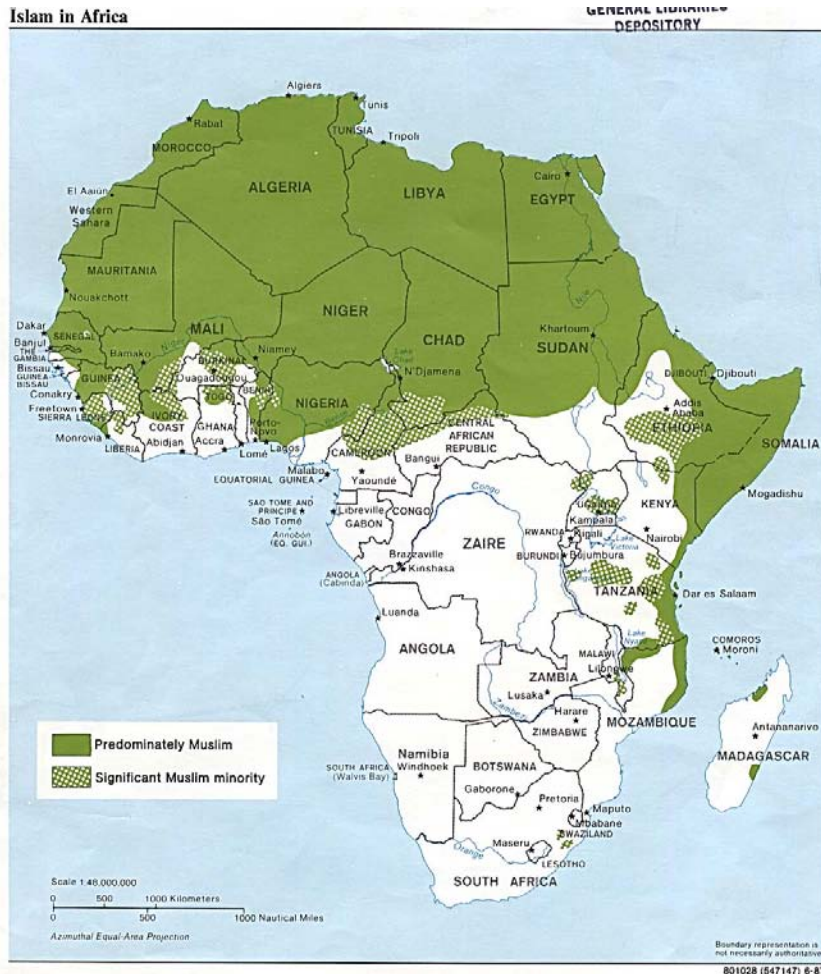 Islam in Africa
GENERAL LIBRARIES
DEPOSITORY
Algiers
Tunis
Rabat
TUNISIA
Tripoli
MOROCCO
Cairo
ALGERIA
LIBYA
EGYPT
El Aaiún
Western
Sahara
MAURITANIA
Nouakchott
NIGER
MALI
CHAD
Khartoum
SUDAN
Nile
Dakar
SENEGAL
Banjul
THE
GAMBIA
Bissau
GUINEA-
BISSAU
Bamako
Niger
Niamey
BURKINA
Ouagadougou
Lake
Chad
N'Djamena
DJIBOUTI
Djibouti
GUINEA
Conakry
Freetown
SIERRA LEONE
BENIN
TOGO
NIGERIA
Addis
Ababa
ETHIOPIA
IVORY
COAST
GHANA
Porto-
Novo
CENTRAL
AFRICAN
REPUBLIC
SOMALIA
Monrovia
LIBERIA
Abidjan
Accra
Lomé
Lagos
CAMEROON
Bangui
Malabo
EQUATORIAL GUINEA
Yaoundé
Uganda
Kampala
KENYA
Mogadishu
SAO TOME AND
PRINCIPE
São Tomé
Libreville
GABON
CONGO
Congo
Annobón
(EQ. GUI.)
ZAIRE
RWANDA
Kigali
Lake
Victoria
Nairobi
BURUNDI
Bujumbura
Brazzaville
Kinshasa
ANGOLA
(Cabinda)
TANZANIA
Dar es Salaam
Luanda
Lake
COMOROS
Moroni
ANGOLA
MALAWI
Lilongwe
ZAMBIA
Lusaka
Zambezi
MOZAMBIQUE
Harare
ZIMBABWE
Antananarivo
MADAGASCAR
Predominately Muslim
Significant Muslim minority
Namibia
Windhoek
SOUTH AFRICA
(Walvis Bay)
BOTSWANA
Gaborone
Pretoria
Maputo
Mbabane
SWAZILAND
Maseru
Orange
LESOTHO
SOUTH AFRICA
Scale 1:48,000,000
0 500 1000 Kilometers
0 500 1000 Nautical Miles
Azimuthal Equal-Area Projection
Boundary representation is
not necessarily authoritative
801028 (547147) 6-8